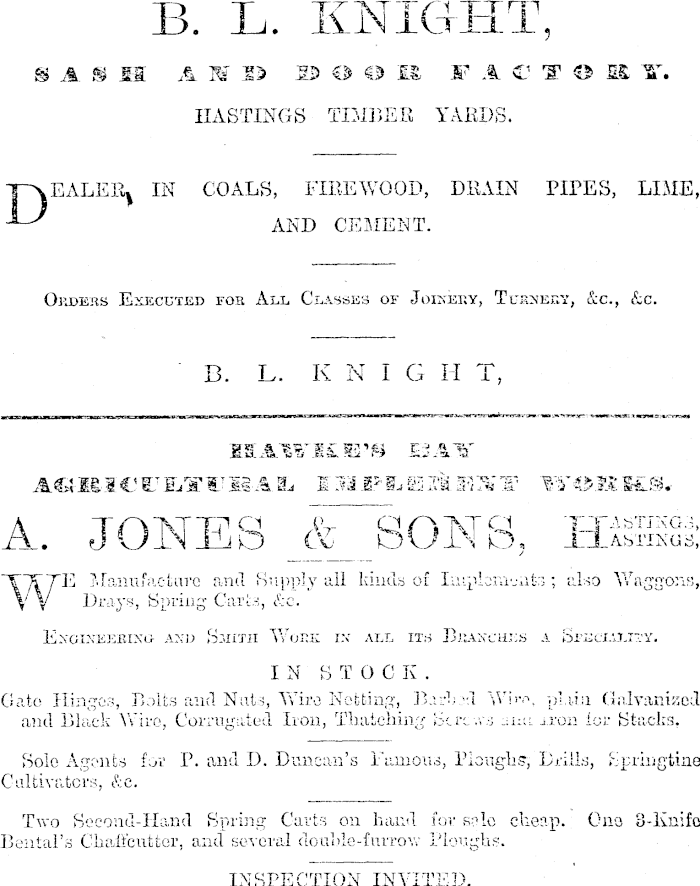 B. L. KNIGHT,
SASH AND DOOR FACTORY.
HASTINGS TIMBER YARDS.
DEALER IN COALS, FIREWOOD, DRAIN PIPES, LIME,
AND CEMENT.
ORDERS EXECUTED FOR ALL CLASSES OF JOINERY, TURNERY, &c., &c.
B. L. KNIGHT,
HAWKE'S BAY
AGRICULTURAL IMPLEMENT WORKS.
A. JONES & SONS, HASTINGS,
HASTINGS,
WE Manufacture and Supply all kinds of Implements; also Waggons,
Drays, Spring Carts, &c.
ENGINEERING AND SMITH WORK IN ALL ITS BRANCHES A SPECIALITY.
IN STOCK.
Gate Hinges, Bolts and Nuts, Wire Netting, Barbed Wire, plain Galvanized
and Black Wire, Corrugated Iron, Thatching Screws and Iron for Stacks.
Sole Agents for P. and D. Duncan's Famous, Ploughs, Drills, Springtine
Cultivators, &c.
Two Second-Hand Spring Carts on hand for sale cheap. One 3-Knife
Bental's Chaffcutter, and several double-furrow Ploughs.
INSPECTION INVITED.